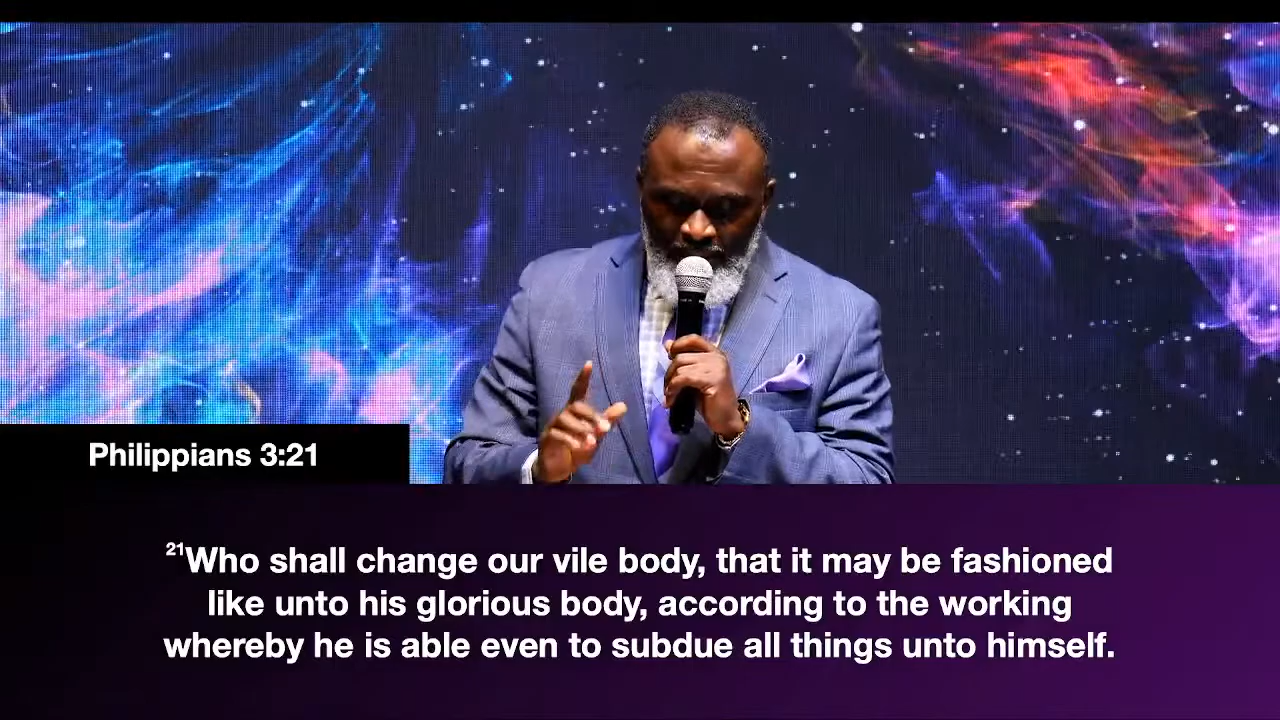 Philippians 3:21
21Who shall change our vile body, that it may be fashioned
like unto his glorious body, according to the working
whereby he is able even to subdue all things unto himself.